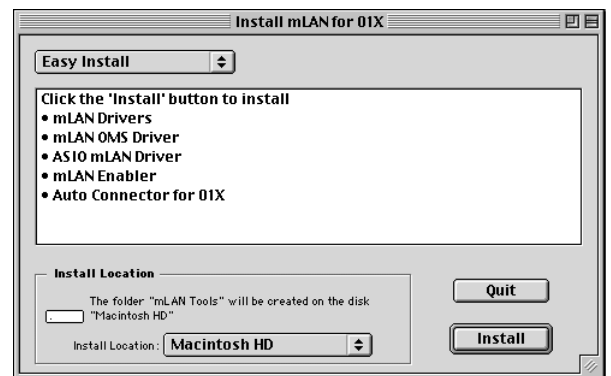 Install mLAN for 01X
Easy Install
Click the 'Install' button to install
• mLAN Drivers
• mLAN OMS Driver
• ASIO mLAN Driver
• mLAN Enabler
• Auto Connector for 01X
Install Location
The folder "mLAN Tools" will be created on the disk
"Macintosh HD"
Install Location: Macintosh HD
Quit
Install